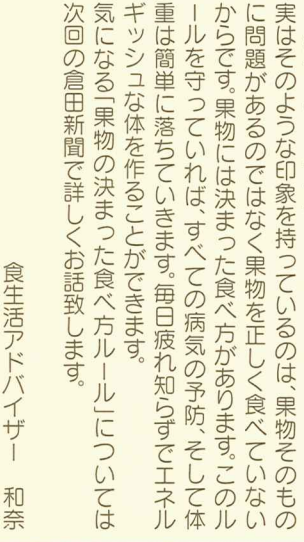 実はそのような印象を持っているのは、果物そのもの
に問題があるのではなく果物を正しく食べていない
からです。果物には決まった食べ方があります。このル
ールを守っていれば、すべての病気の予防、そして体
重は簡単に落ちていきます。毎日疲れ知らずでエネル
ギッシュな体を作ることができます。
気になる「果物の決まった食べ方ルール」については
次回の倉田新聞で詳しくお話致します。
食生活アドバイザー 和奈